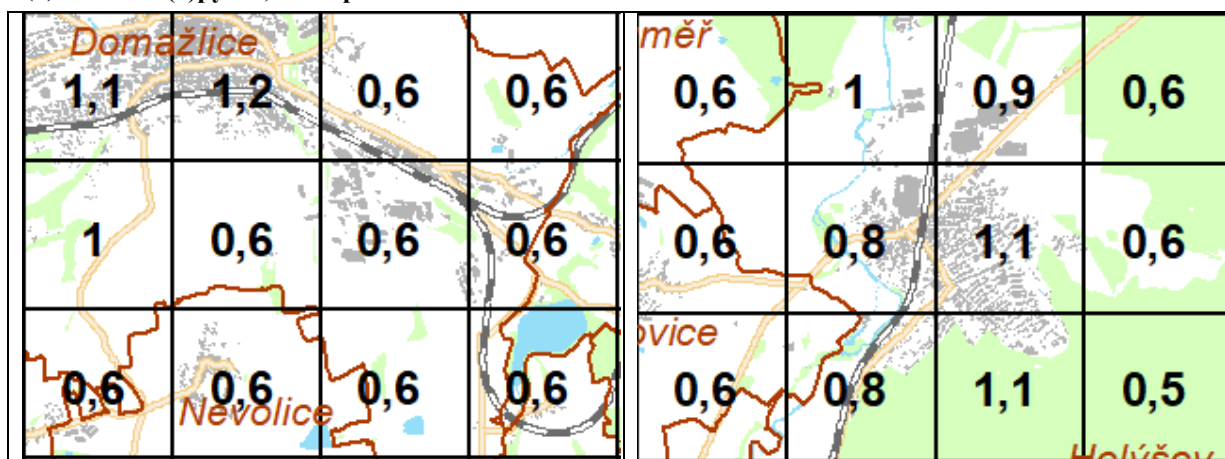 Domažlice
1,1 1,2 0,6 0,6
1 0,6 0,6 0,6
0,6 0,6 0,6 0,6
Nevolice
měř
0,6 1 0,9 0,6
0,6 0,8 1,1 0,6
ovice
0,6 0,8 1,1 0,5
Holýšov